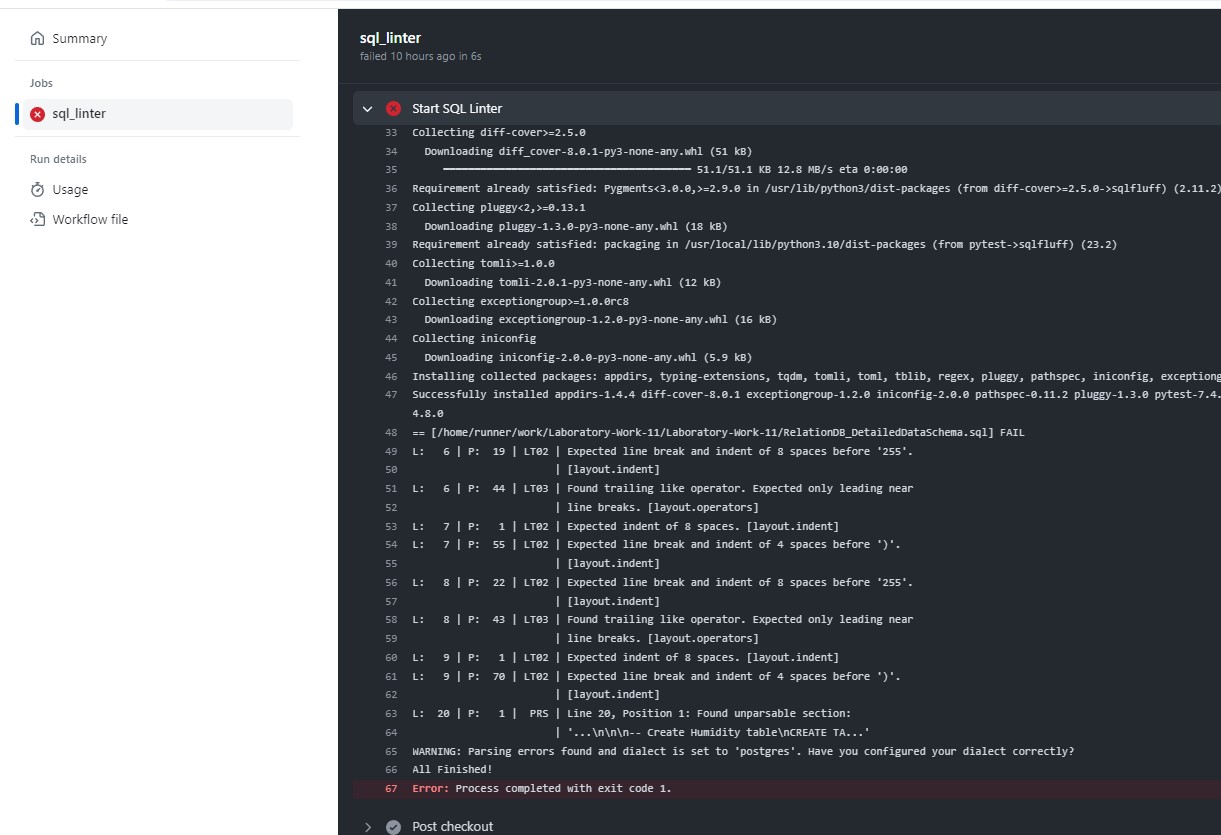 Summary
Jobs
sql_linter
Run details
Usage
Workflow file
sql_linter
failed 10 hours ago in 6s
Start SQL Linter
33 Collecting diff-cover>=2.5.0
34 Downloading diff_cover-8.0.1-py3-none-any.whl (51 kB)
35 ━━━━━━━━━━━━━━━━━━━━━━━━━━━━━━━━━━━━━━━━ 51.1/51.1 KB 12.8 MB/s eta 0:00:00
36 Requirement already satisfied: Pygments<3.0.0,>=2.9.0 in /usr/lib/python3/dist-packages (from diff-cover>=2.5.0->sqlfluff) (2.11.2)
37 Collecting pluggy<2,>=0.13.1
38 Downloading pluggy-1.3.0-py3-none-any.whl (18 kB)
39 Requirement already satisfied: packaging in /usr/local/lib/python3.10/dist-packages (from pytest->sqlfluff) (23.2)
40 Collecting tomli>=1.0.0
41 Downloading tomli-2.0.1-py3-none-any.whl (12 kB)
42 Collecting exceptiongroup>=1.0.0rc8
43 Downloading exceptiongroup-1.2.0-py3-none-any.whl (16 kB)
44 Collecting iniconfig
45 Downloading iniconfig-2.0.0-py3-none-any.whl (5.9 kB)
46 Installing collected packages: appdirs, typing-extensions, tqdm, tomli, toml, tblib, regex, pluggy, pathspec, iniconfig, exceptiong
47 Successfully installed appdirs-1.4.4 diff-cover-8.0.1 exceptiongroup-1.2.0 iniconfig-2.0.0 pathspec-0.11.2 pluggy-1.3.0 pytest-7.4.
4.8.0
48 == [/home/runner/work/Laboratory-Work-11/Laboratory-Work-11/RelationDB_DetailedDataSchema.sql] FAIL
49 L: 6 | P: 19 | LT02 | Expected line break and indent of 8 spaces before '255'.
50 | [layout.indent]
51 L: 6 | P: 44 | LT03 | Found trailing like operator. Expected only leading near
52 | line breaks. [layout.operators]
53 L: 7 | P: 1 | LT02 | Expected indent of 8 spaces. [layout.indent]
54 L: 7 | P: 55 | LT02 | Expected line break and indent of 4 spaces before ')'.
55 | [layout.indent]
56 L: 8 | P: 22 | LT02 | Expected line break and indent of 8 spaces before '255'.
57 | [layout.indent]
58 L: 8 | P: 43 | LT03 | Found trailing like operator. Expected only leading near
59 | line breaks. [layout.operators]
60 L: 9 | P: 1 | LT02 | Expected indent of 8 spaces. [layout.indent]
61 L: 9 | P: 70 | LT02 | Expected line break and indent of 4 spaces before ')'.
62 | [layout.indent]
63 L: 20 | P: 1 | PRS | Line 20, Position 1: Found unparsable section:
64 | '...\n\n\n-- Create Humidity table\nCREATE TA...'
65 WARNING: Parsing errors found and dialect is set to 'postgres'. Have you configured your dialect correctly?
66 All Finished!
67 Error: Process completed with exit code 1.
Post checkout